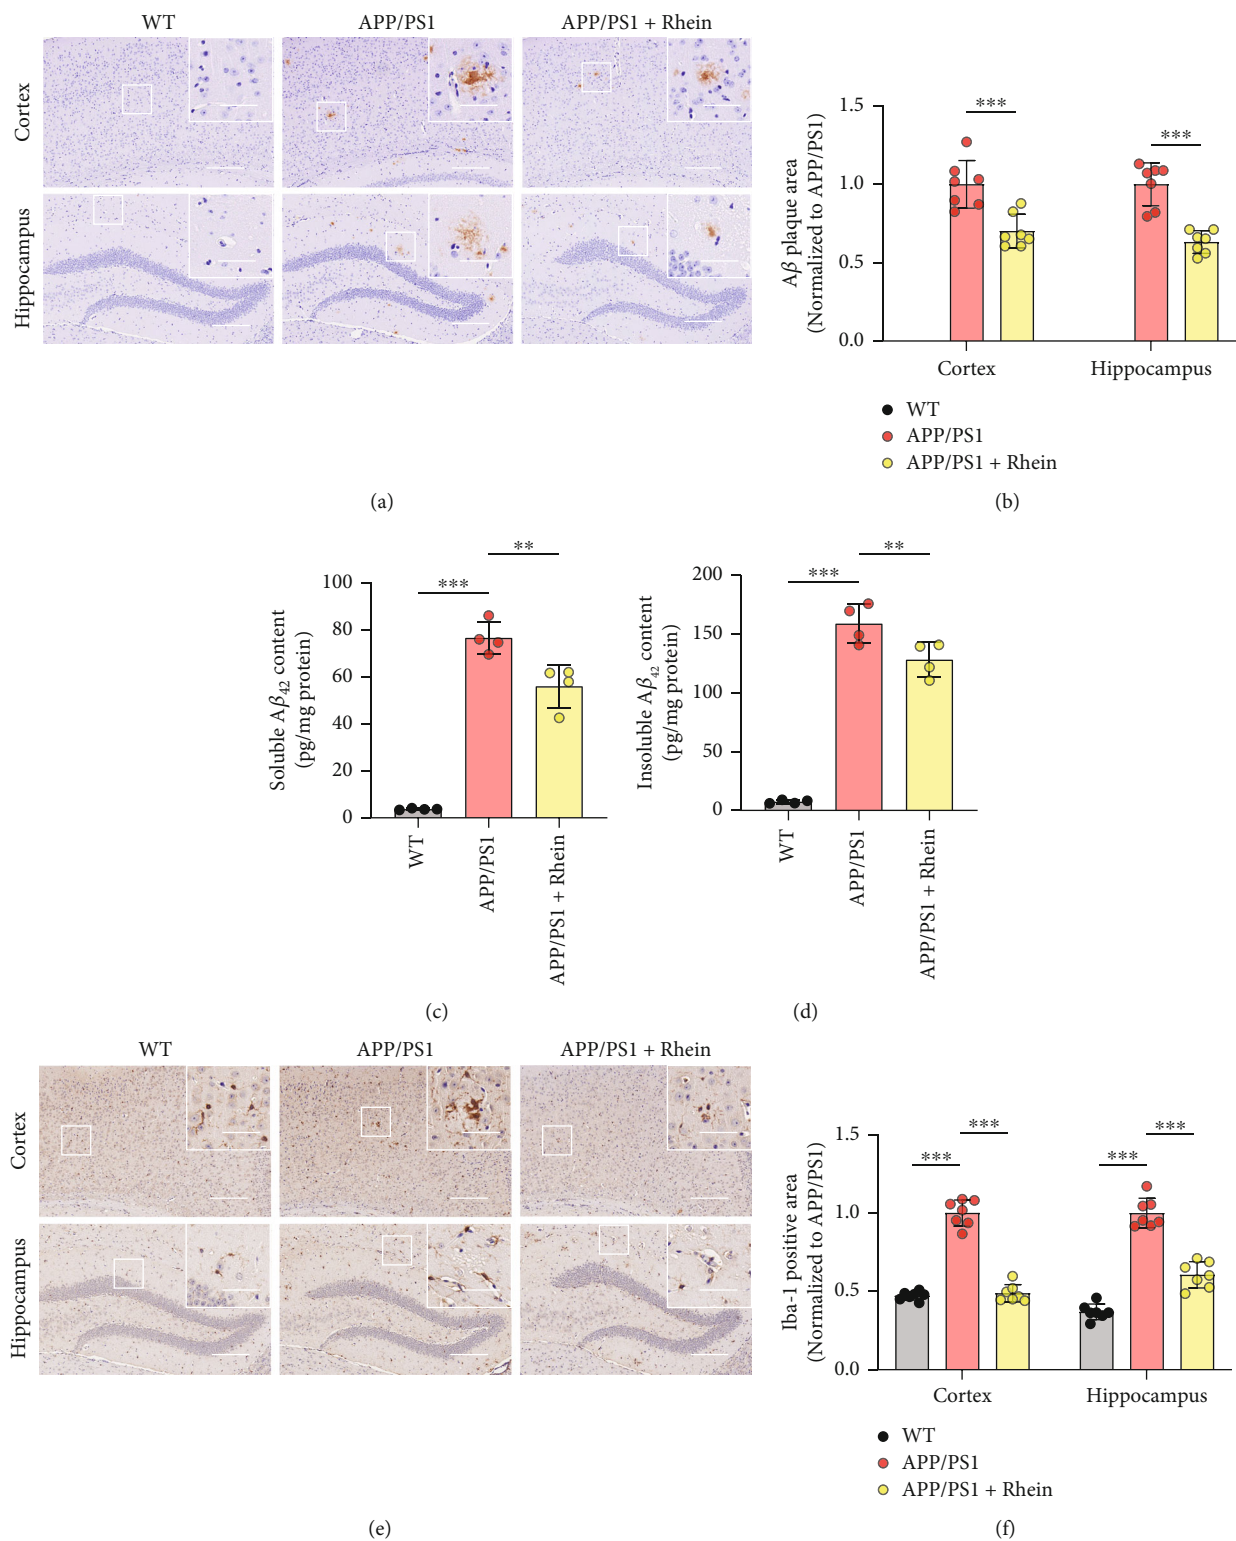 WT APP/PS1 APP/PS1 + Rhein
Cortex
Hippocampus
(a)
Aβ plaque area
(Normalized to APP/PS1)
1.5
1.0
0.5
0.0
*** ***
Cortex Hippocampus
WT
APP/PS1
APP/PS1 + Rhein
(b)
Soluble Aβ42 content
(pg/mg protein)
100
80
60
40
20
0
*** **
WT
APP/PS1
APP/PS1 + Rhein
(c)
Insoluble Aβ42 content
(pg/mg protein)
200
150
100
50
0
*** **
WT
APP/PS1
APP/PS1 + Rhein
(d)
WT APP/PS1 APP/PS1 + Rhein
Cortex
Hippocampus
(e)
Iba-1 positive area
(Normalized to APP/PS1)
1.5
1.0
0.5
0.0
*** *** *** ***
Cortex Hippocampus
WT
APP/PS1
APP/PS1 + Rhein
(f)